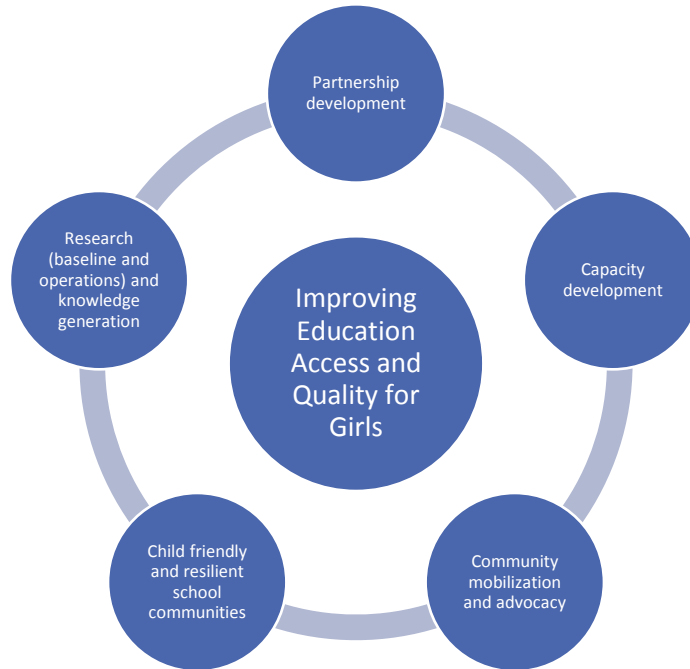 Partnership
development
Research
(baseline and
operations) and
knowledge
generation
Capacity
development
Improving
Education
Access and
Quality for
Girls
Child friendly
and resilient
school
communities
Community
mobilization
and advocacy